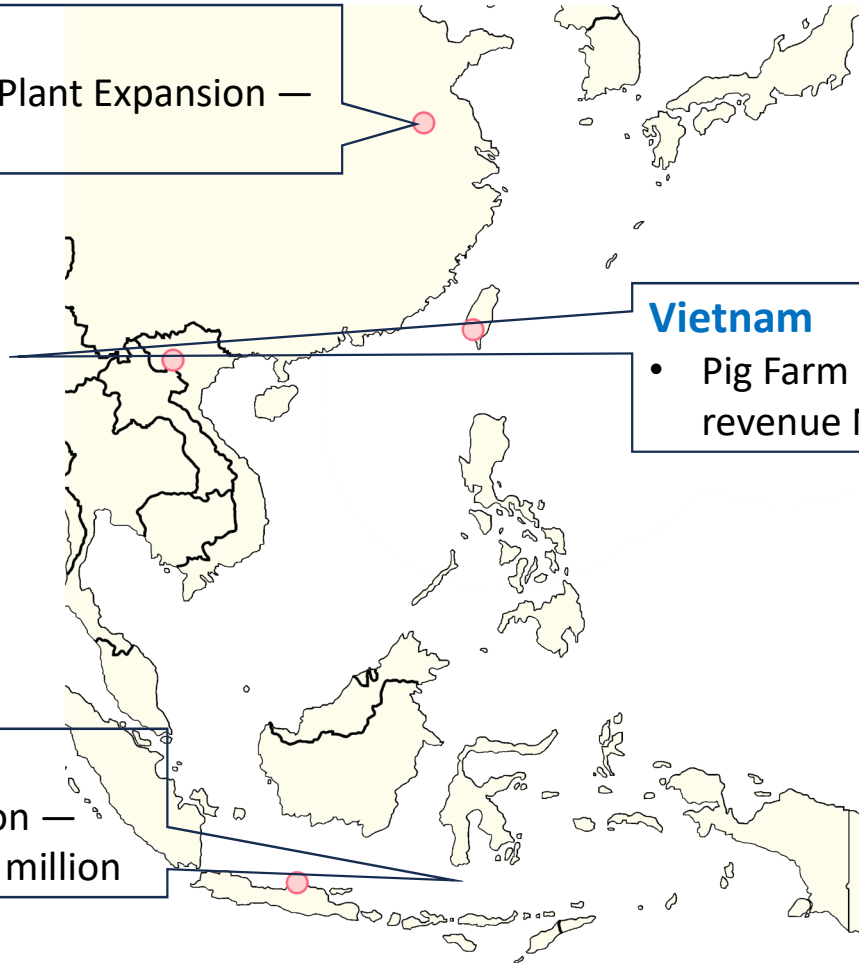 Plant Expansion —
Vietnam
• Pig Farm
revenue
on —
million